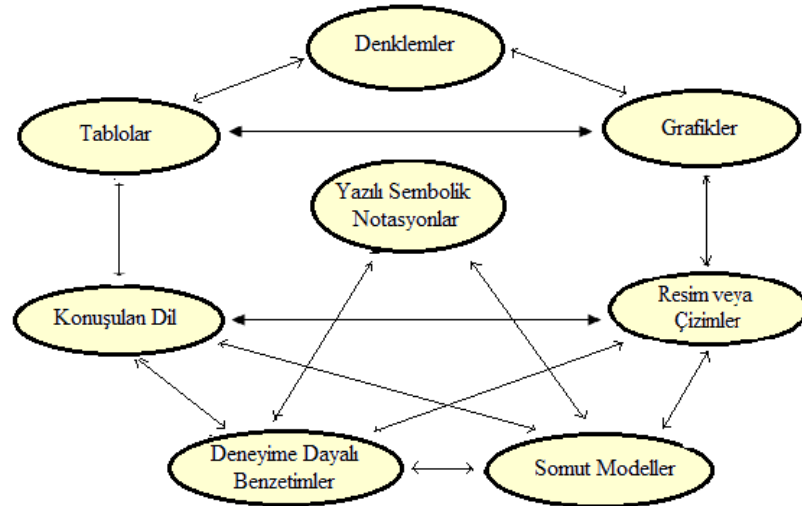 Denklemler
Tablolar
Grafikler
Yazılı Sembolik
Notasyonlar
Konuşulan Dil
Resim veya
Çizimler
Deneyime Dayalı
Benzetimler
Somut Modeller